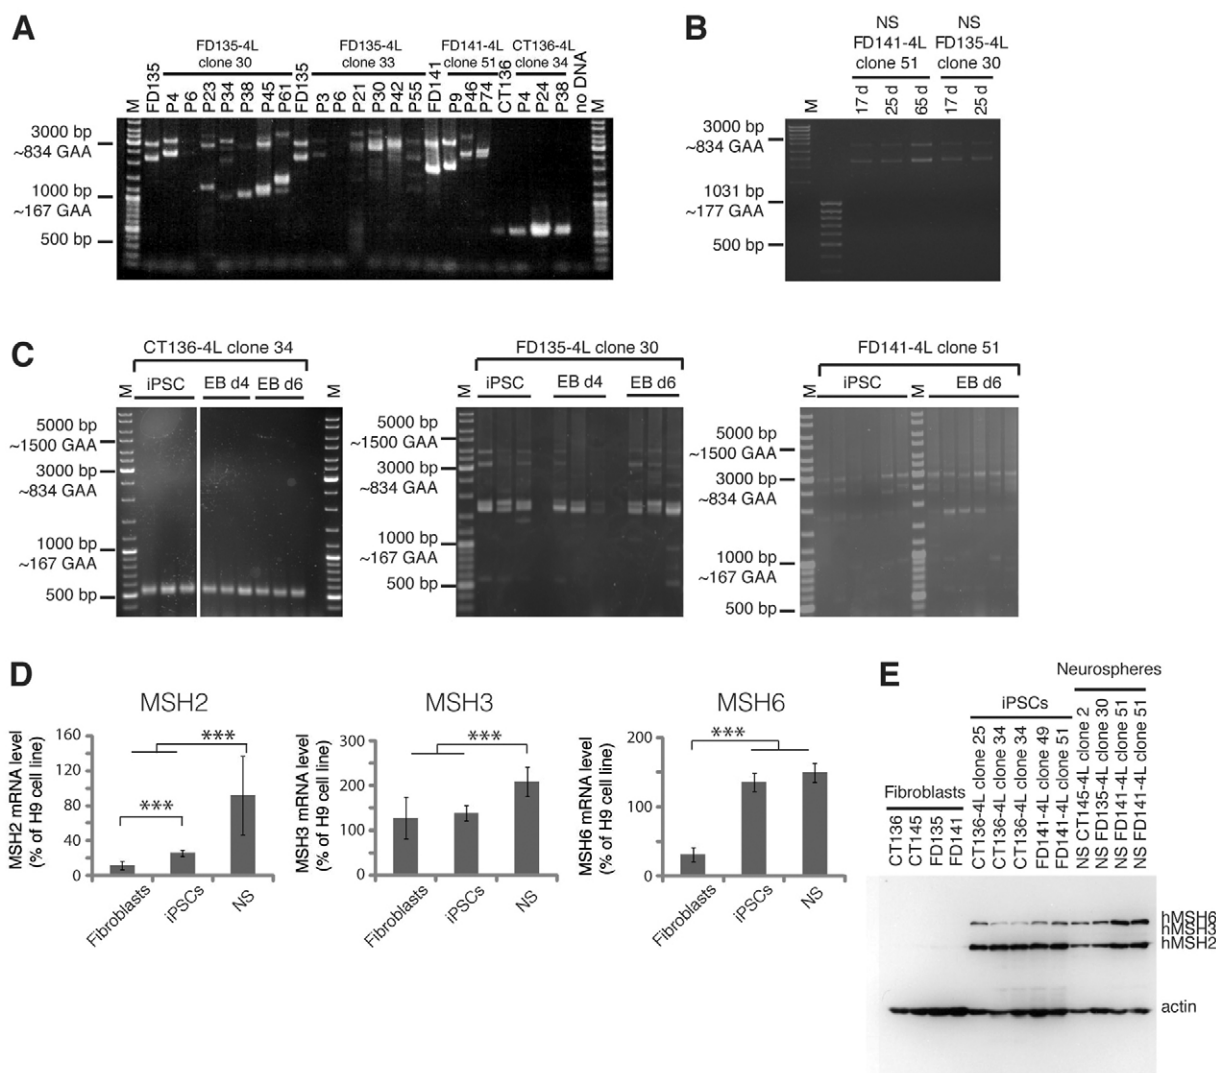 A
FD135-4L
clone 30
FD135-4L
clone 33
FD141-4L
clone 51
CT136-4L
clone 34
M
FD135
P4
P6
P23
P34
P38
P45
P61
FD135
P3
P6
P21
P30
P42
P55
FD141
P9
P46
P74
CT136
P4
P24
P38
no DNA
M
3000 bp
~834 GAA
1000 bp
~167 GAA
500 bp
B
NS
FD141-4L
clone 51
NS
FD135-4L
clone 30
M
17 d
25 d
65 d
17 d
25 d
3000 bp
~834 GAA
1031 bp
~177 GAA
500 bp
C
CT136-4L clone 34
M
iPSC
EB d4
EB d6
M
5000 bp
~1500 GAA
3000 bp
~834 GAA
1000 bp
~167 GAA
500 bp
FD135-4L clone 30
M
iPSC
EB d4
EB d6
5000 bp
~1500 GAA
3000 bp
~834 GAA
1000 bp
~167 GAA
500 bp
FD141-4L clone 51
M
iPSC
M
EB d6
5000 bp
~1500 GAA
3000 bp
~834 GAA
1000 bp
~167 GAA
500 bp
D
MSH2
MSH2 mRNA level
(% of H9 cell line)
160
120
80
40
0
***
***
Fibroblasts
iPSCs
NS
MSH3
MSH3 mRNA level
(% of H9 cell line)
300
200
100
0
***
Fibroblasts
iPSCs
NS
MSH6
MSH6 mRNA level
(% of H9 cell line)
200
100
0
***
Fibroblasts
iPSCs
NS
E
Neurospheres
iPSCs
Fibroblasts
CT136
CT145
FD135
FD141
CT136-4L clone 25
CT136-4L clone 34
CT136-4L clone 34
FD141-4L clone 49
FD141-4L clone 51
NS CT145-4L clone 2
NS FD135-4L clone 30
NS FD141-4L clone 51
NS FD141-4L clone 51
hMSH6
hMSH3
hMSH2
actin